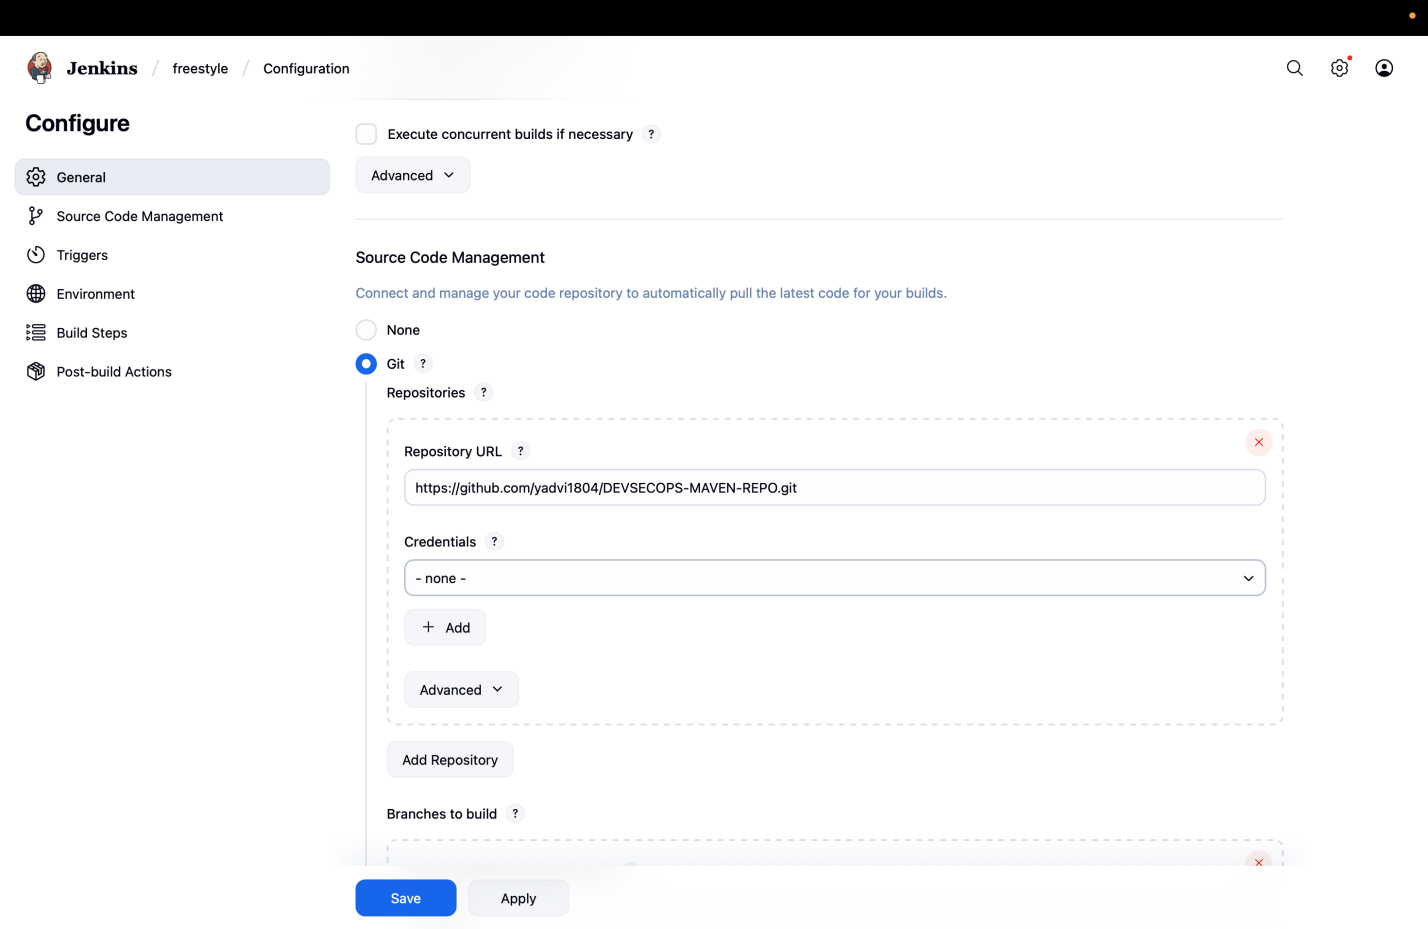 Jenkins / freestyle / Configuration
Configure
General
Source Code Management
Triggers
Environment
Build Steps
Post-build Actions
Execute concurrent builds if necessary ?
Advanced
Source Code Management
Connect and manage your code repository to automatically pull the latest code for your builds.
None
Git ?
Repositories ?
Repository URL ?
https://github.com/yadvi1804/DEVSECOPS-MAVEN-REPO.git
Credentials ?
- none -
+ Add
Advanced
Add Repository
Branches to build ?
Save
Apply